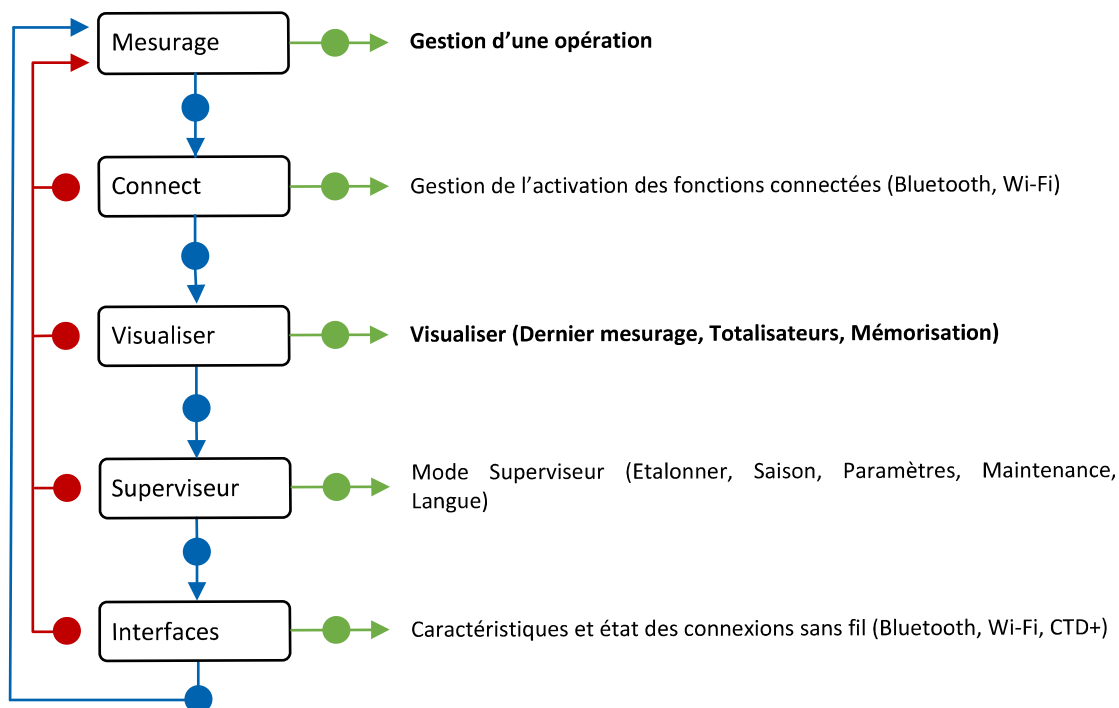 Mesurage
Gestion d’une opération
Connect
Gestion de l’activation des fonctions connectées (Bluetooth, Wi-Fi)
Visualiser
Visualiser (Dernier mesurage, Totalisateurs, Mémorisation)
Superviseur
Mode Superviseur (Etalonner, Saison, Paramètres, Maintenance,
Langue)
Interfaces
Caractéristiques et état des connexions sans fil (Bluetooth, Wi-Fi, CTD+)